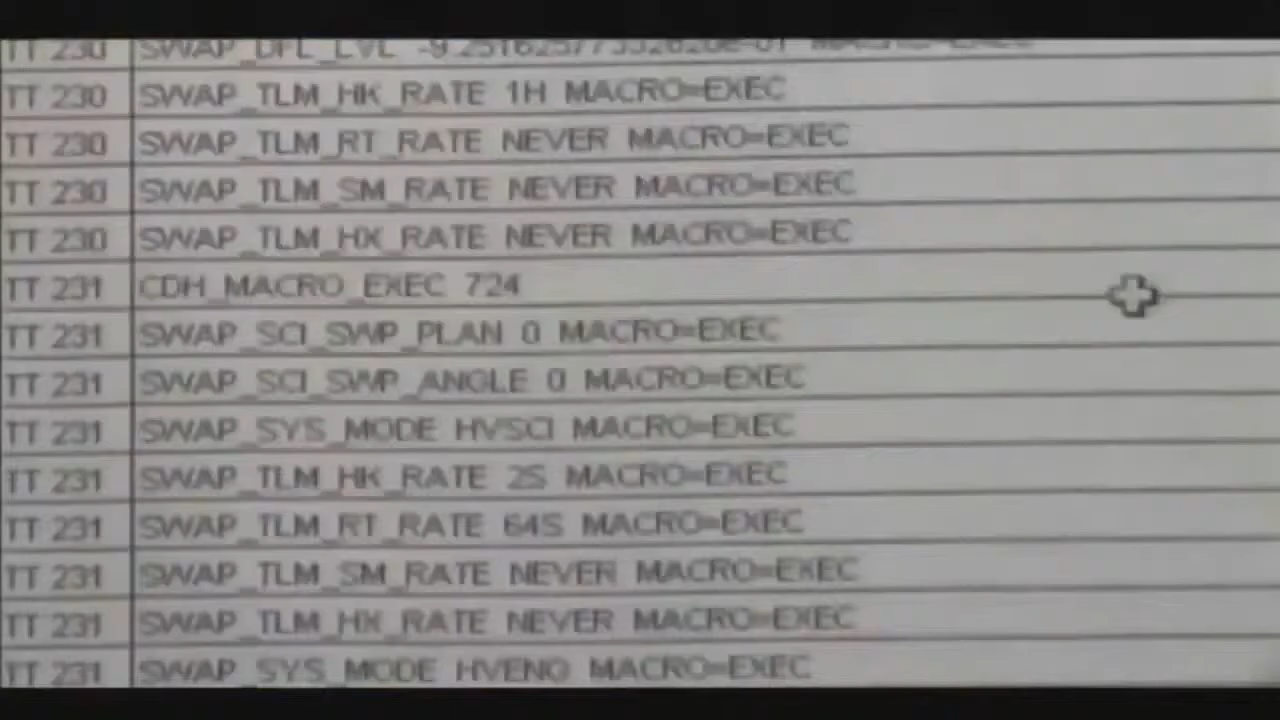 TT 230 SWAP_DFL_LVL
TT 230 SWAP_TLM_HK_RATE 1H MACRO=EXEC
TT 230 SWAP_TLM_RT_RATE NEVER MACRO=EXEC
TT 230 SWAP_TLM_SM_RATE NEVER MACRO=EXEC
TT 230 SWAP_TLM_HX_RATE NEVER MACRO=EXEC
TT 231 CDH_MACRO_EXEC 724
TT 231 SWAP_SCI_SWP_PLAN 0 MACRO=EXEC
TT 231 SWAP_SCI_SWP_ANGLE 0 MACRO=EXEC
TT 231 SWAP_SYS_MODE HVSCI MACRO=EXEC
TT 231 SWAP_TLM_HK_RATE 2S MACRO=EXEC
TT 231 SWAP_TLM_RT_RATE 64S MACRO=EXEC
TT 231 SWAP_TLM_SM_RATE NEVER MACRO=EXEC
TT 231 SWAP_TLM_HX_RATE NEVER MACRO=EXEC
TT 231 SWAP_SYS_MODE HVENG MACRO=EXEC